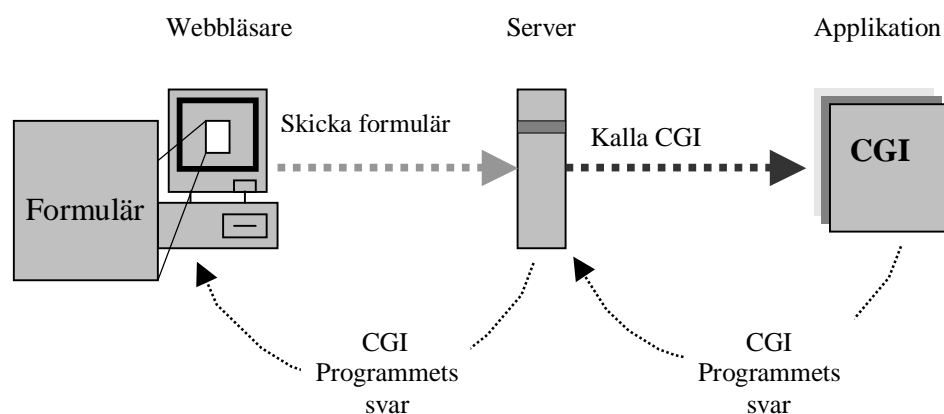 Webbläsare
Server
Applikation
Skicka formulär
Kalla CGI
CGI
Formulär
CGI
Programmets
svar
CGI
Programmets
svar